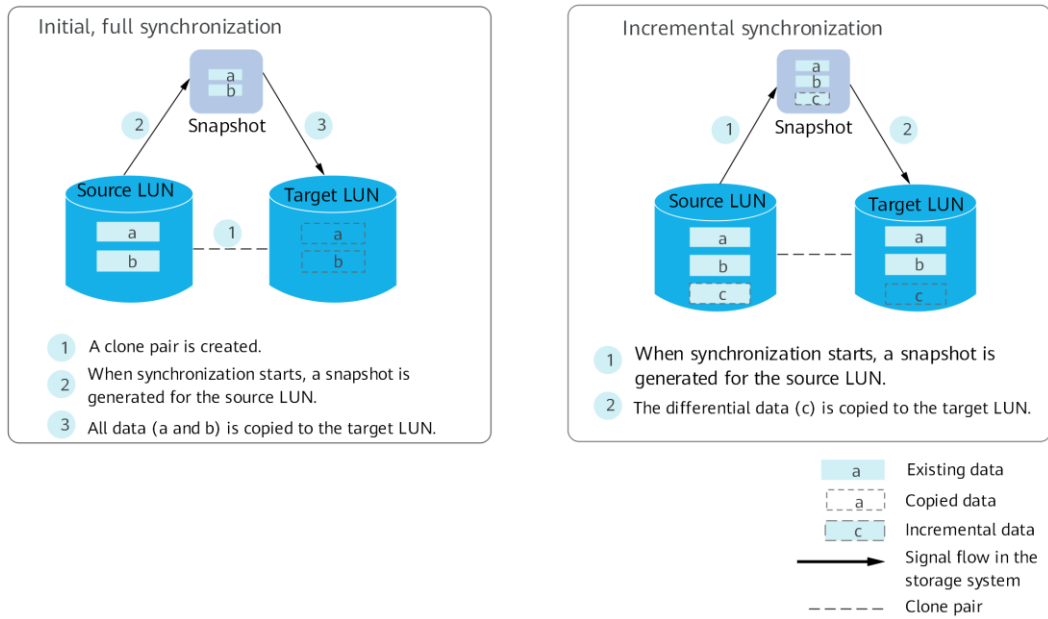 Initial, full synchronization
a
b
2
Snapshot
3
Source LUN
Target LUN
a
b
1
a
b
1 A clone pair is created.
2 When synchronization starts, a snapshot is
generated for the source LUN.
3 All data (a and b) is copied to the target LUN.
Incremental synchronization
a
b
c
1
Snapshot
2
Source LUN
Target LUN
a
b
c
a
b
c
1 When synchronization starts, a snapshot is
generated for the source LUN.
2 The differential data (c) is copied to the target LUN.
a Existing data
a Copied data
c Incremental data
Signal flow in the
storage system
Clone pair